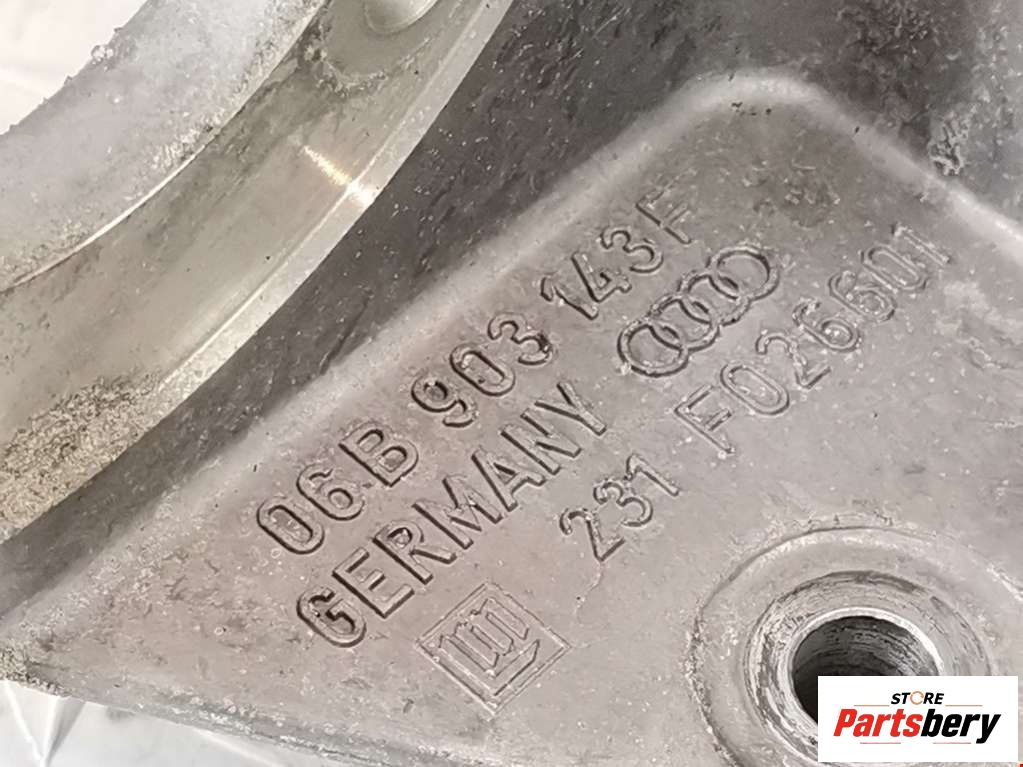 06B 903 143F
GERMANY
231 F026601
STORE
Partsbery